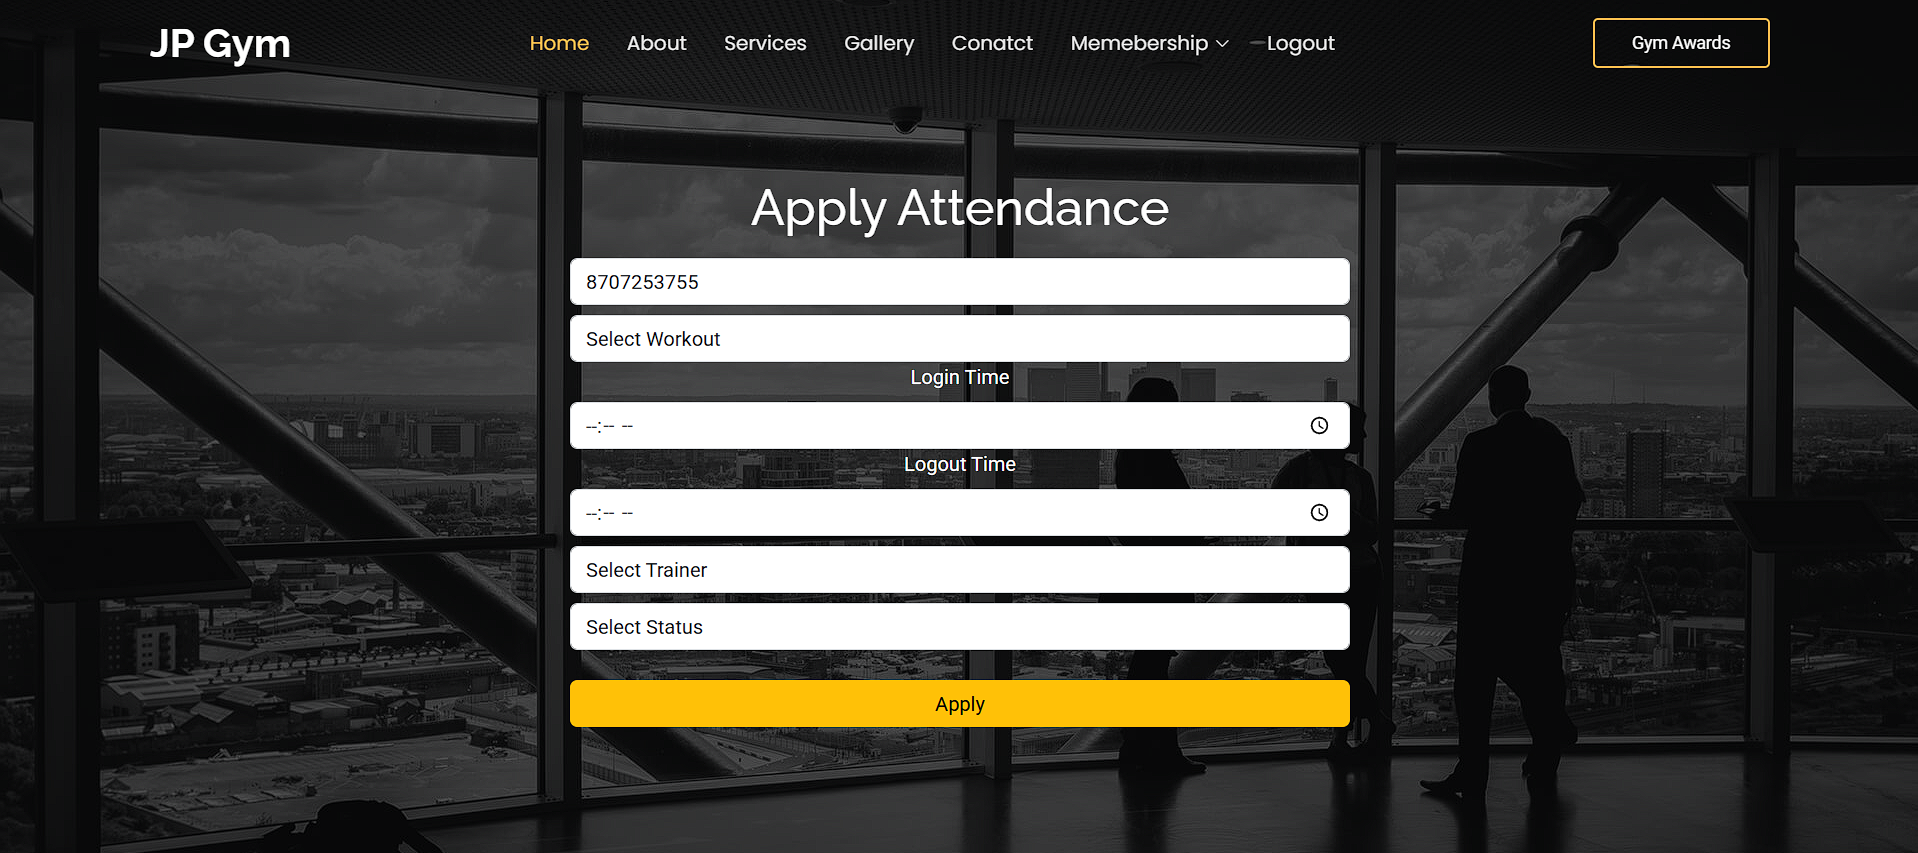 JP Gym
Home About Services Gallery Conatct Memebership Logout
Gym Awards
Apply Attendance
8707253755
Select Workout
Login Time
--:-- --
Logout Time
--:-- --
Select Trainer
Select Status
Apply